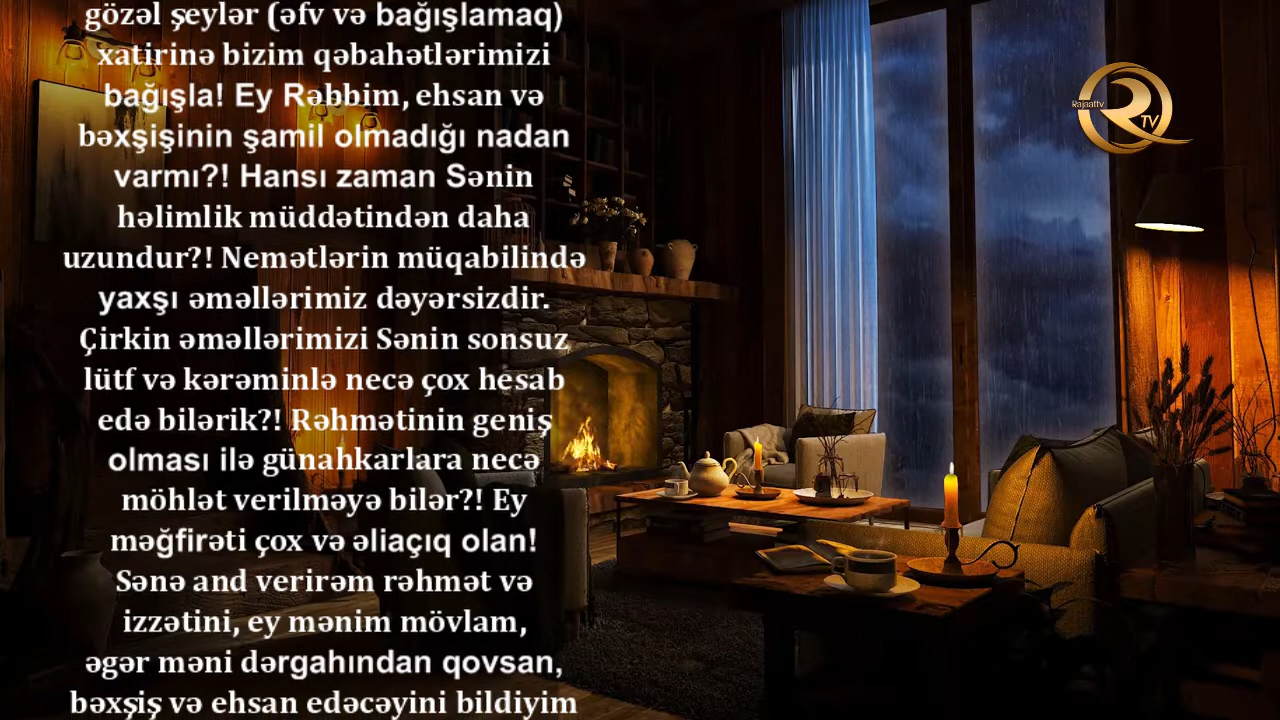 gözəl şeylər (əfv və bağışlamaq)
xatirinə bizim qəbahətlərimizi
bağışla! Ey Rəbbim, ehsan və
bəxşişinin şamil olmadığı nadan
varmı?! Hansı zaman Sənin
həlimlik müddətindən daha
uzundur?! Nemətlərin müqabilində
yaxşı əməllərimiz dəyərsizdir.
Çirkin əməllərimizi Sənin sonsuz
lütf və kərəminlə necə çox hesab
edə bilərik?! Rəhmətinin geniş
olması ilə günahkarlara necə
möhlət verilməyə bilər?! Ey
məğfirəti çox və əliaçıq olan!
Sənə and verirəm rəhmət və
izzətini, ey mənim mövlam,
əgər məni dərgahından qovsan,
bəxşiş və ehsan edəcəyini bildiyim
Rajaattv
R TV